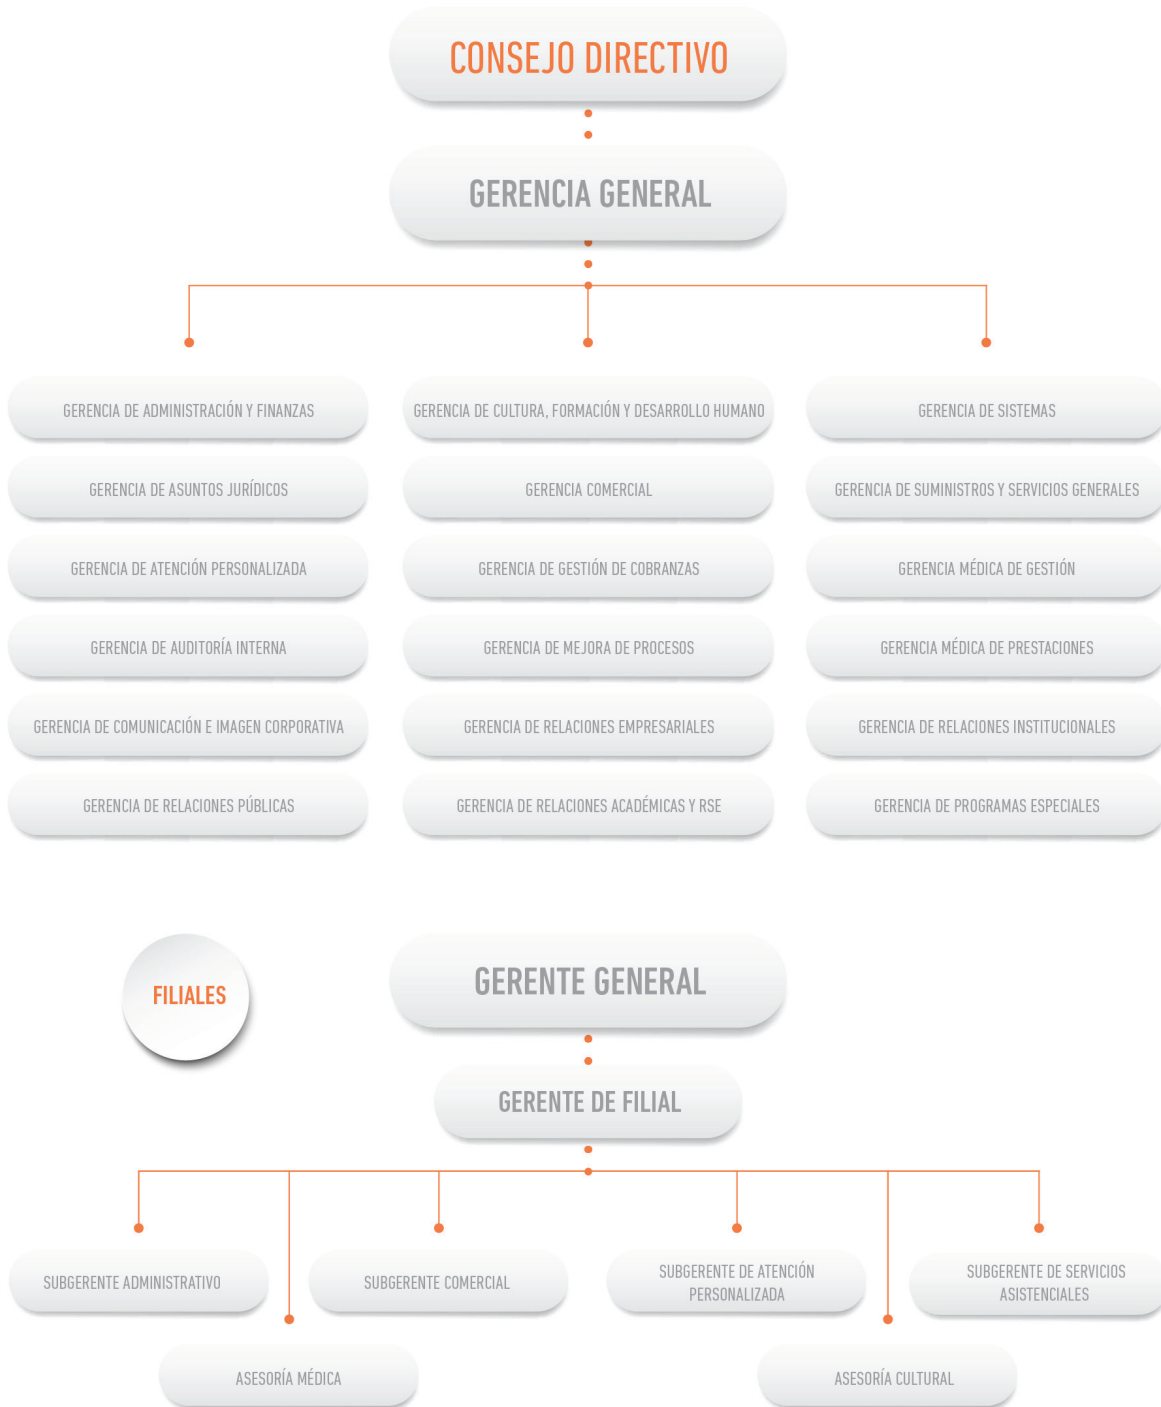 CONSEJO DIRECTIVO
GERENCIA GENERAL
GERENCIA DE ADMINISTRACIÓN Y FINANZAS
GERENCIA DE CULTURA, FORMACIÓN Y DESARROLLO HUMANO
GERENCIA DE SISTEMAS
GERENCIA DE ASUNTOS JURÍDICOS
GERENCIA COMERCIAL
GERENCIA DE SUMINISTROS Y SERVICIOS GENERALES
GERENCIA DE ATENCIÓN PERSONALIZADA
GERENCIA DE GESTIÓN DE COBRANZAS
GERENCIA MÉDICA DE GESTIÓN
GERENCIA DE AUDITORÍA INTERNA
GERENCIA DE MEJORA DE PROCESOS
GERENCIA MÉDICA DE PRESTACIONES
GERENCIA DE COMUNICACIÓN E IMAGEN CORPORATIVA
GERENCIA DE RELACIONES EMPRESARIALES
GERENCIA DE RELACIONES INSTITUCIONALES
GERENCIA DE RELACIONES PÚBLICAS
GERENCIA DE RELACIONES ACADÉMICAS Y RSE
GERENCIA DE PROGRAMAS ESPECIALES
FILIALES
GERENTE GENERAL
GERENTE DE FILIAL
SUBGERENTE ADMINISTRATIVO
SUBGERENTE COMERCIAL
SUBGERENTE DE ATENCIÓN
PERSONALIZADA
SUBGERENTE DE SERVICIOS
ASISTENCIALES
ASESORÍA MÉDICA
ASESORÍA CULTURAL